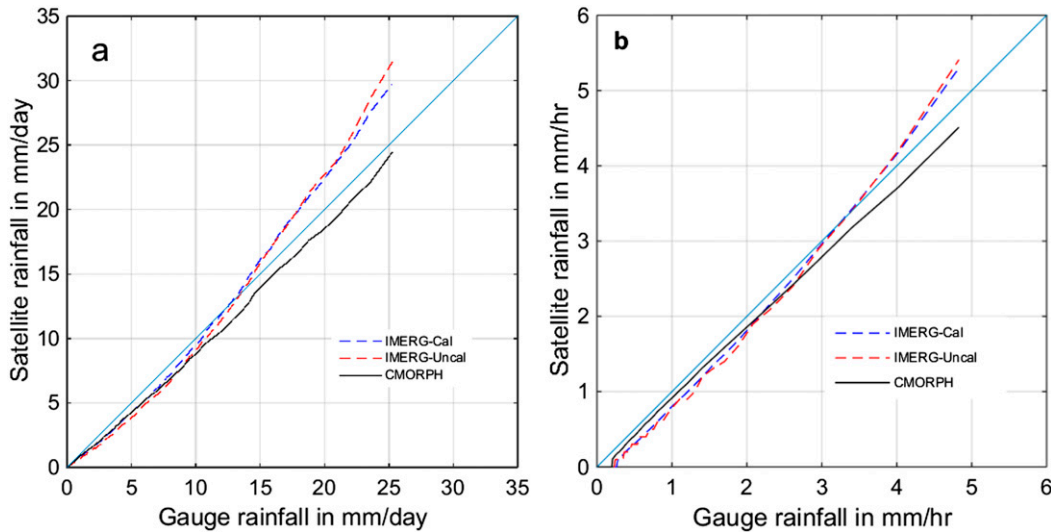 a
35
30
25
20
15
10
5
0
Satellite rainfall in mm/day
IMERG-Cal
IMERG-Uncal
CMORPH
0 5 10 15 20 25 30 35
Gauge rainfall in mm/day
b
6
5
4
3
2
1
0
Satellite rainfall in mm/hr
IMERG-Cal
IMERG-Uncal
CMORPH
0 1 2 3 4 5 6
Gauge rainfall in mm/hr